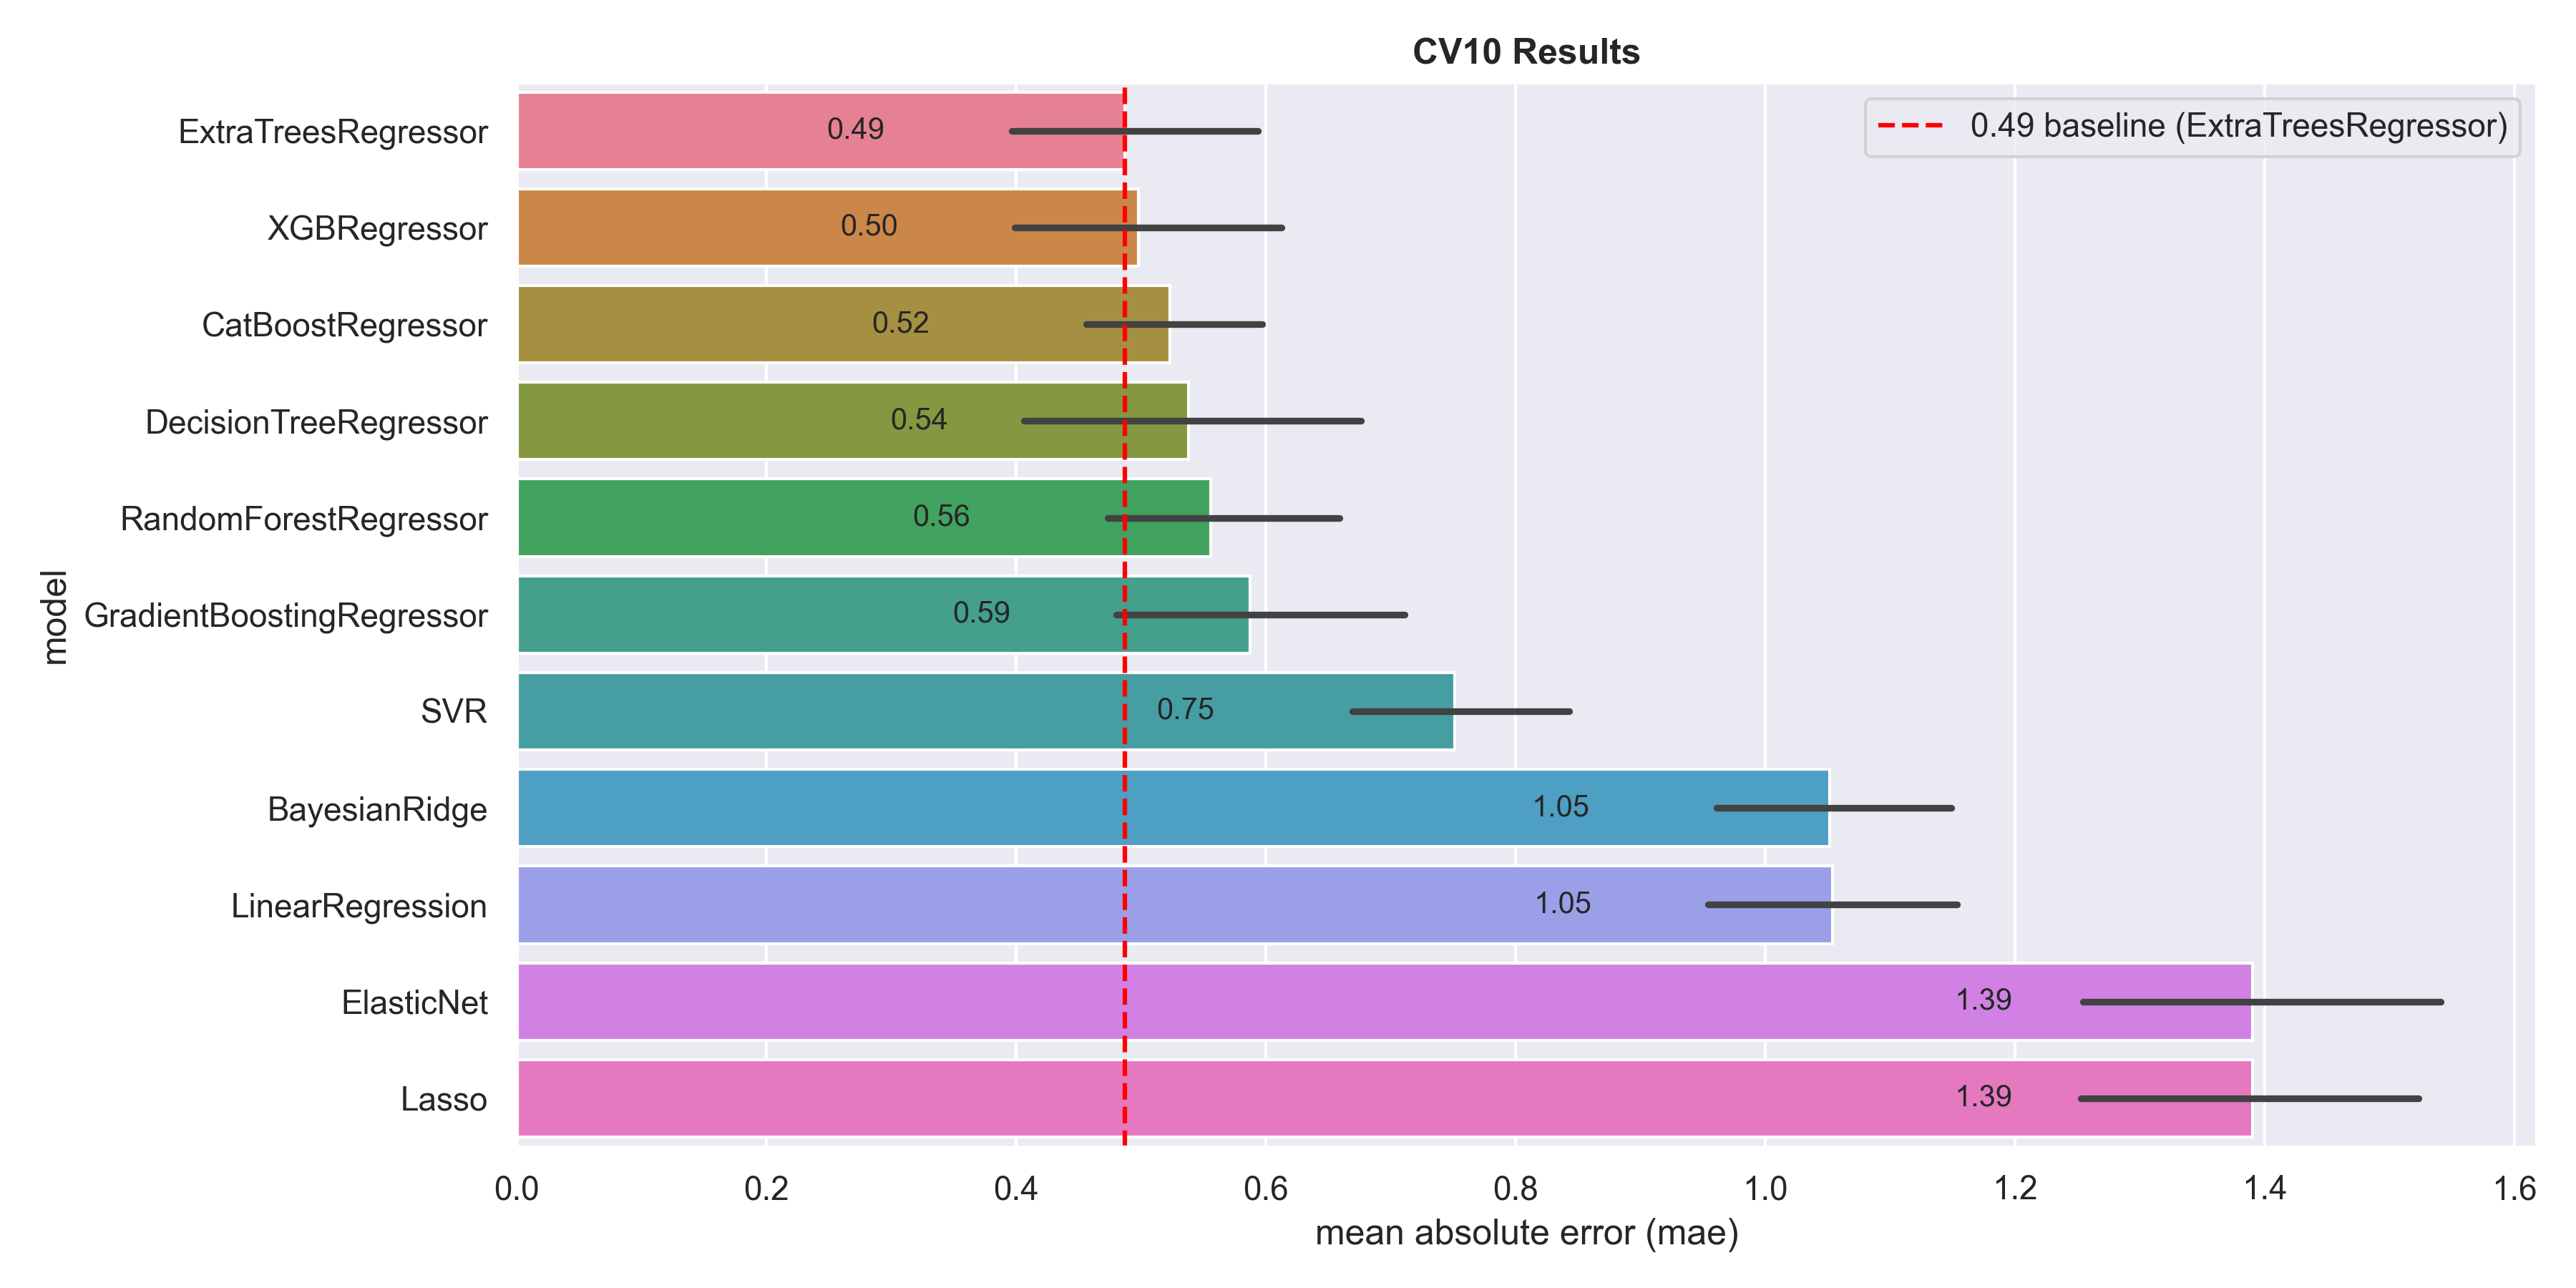 CV10 Results
0.49 baseline (ExtraTreesRegressor)
model
ExtraTreesRegressor
0.49
XGBRegressor
0.50
CatBoostRegressor
0.52
DecisionTreeRegressor
0.54
RandomForestRegressor
0.56
GradientBoostingRegressor
0.59
SVR
0.75
BayesianRidge
1.05
LinearRegression
1.05
ElasticNet
1.39
Lasso
1.39
0.0 0.2 0.4 0.6 0.8 1.0 1.2 1.4 1.6
mean absolute error (mae)